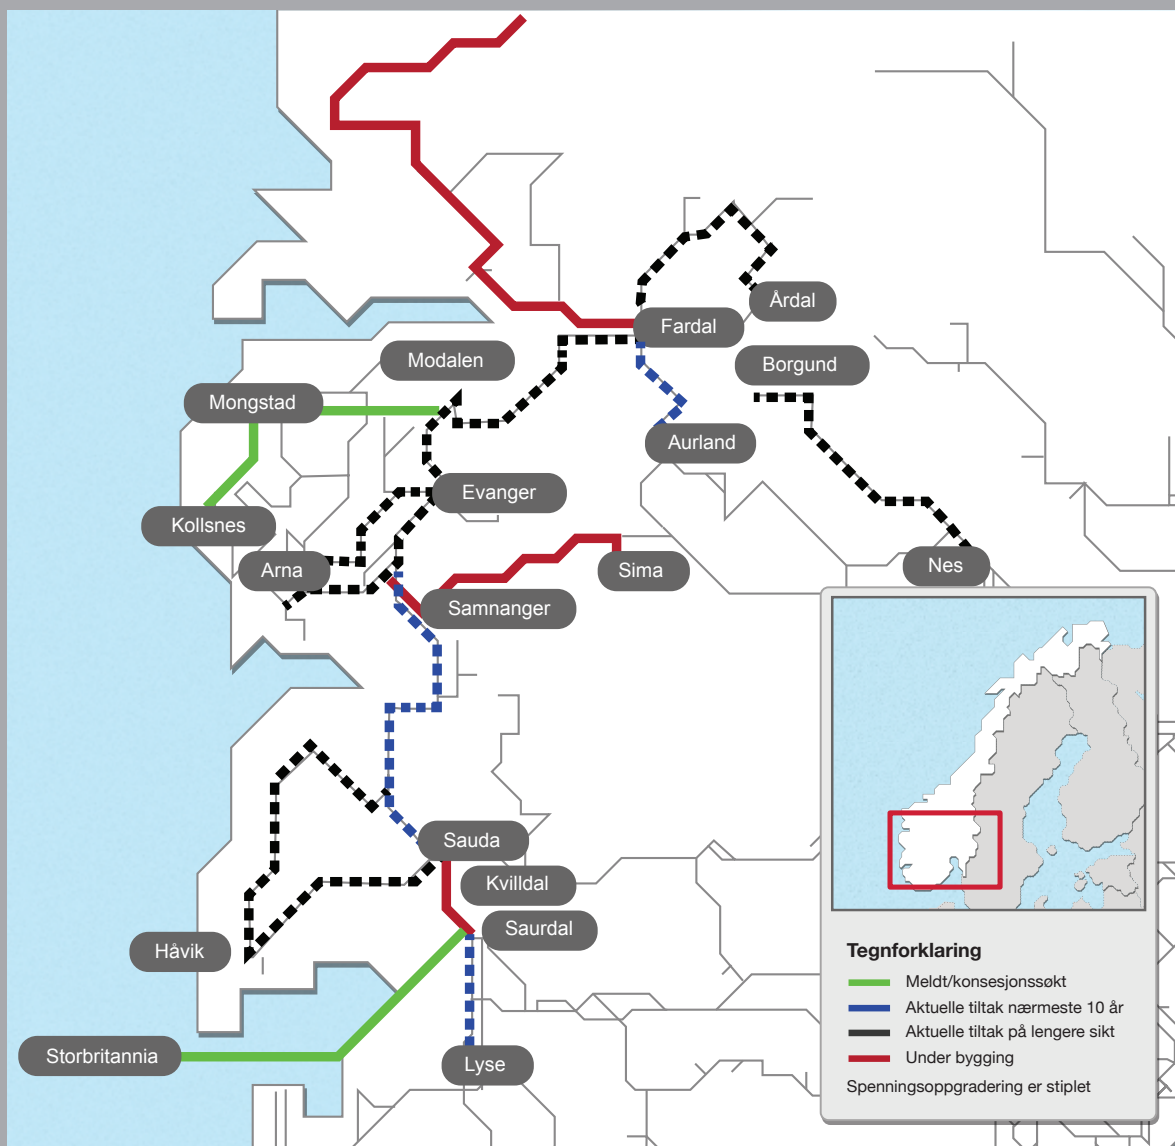 Årdal
Fardal
Modalen
Borgund
Mongstad
Aurland
Evanger
Kollsnes
Arna
Sima
Nes
Samnanger
Sauda
Kvilldal
Saurdal
Håvik
Storbritannia
Lyse
Tegnforklaring
Meldt/konsesjonssøkt
Aktuelle tiltak nærmeste 10 år
Aktuelle tiltak på lengere sikt
Under bygging
Spenningsoppgradering er stiplet